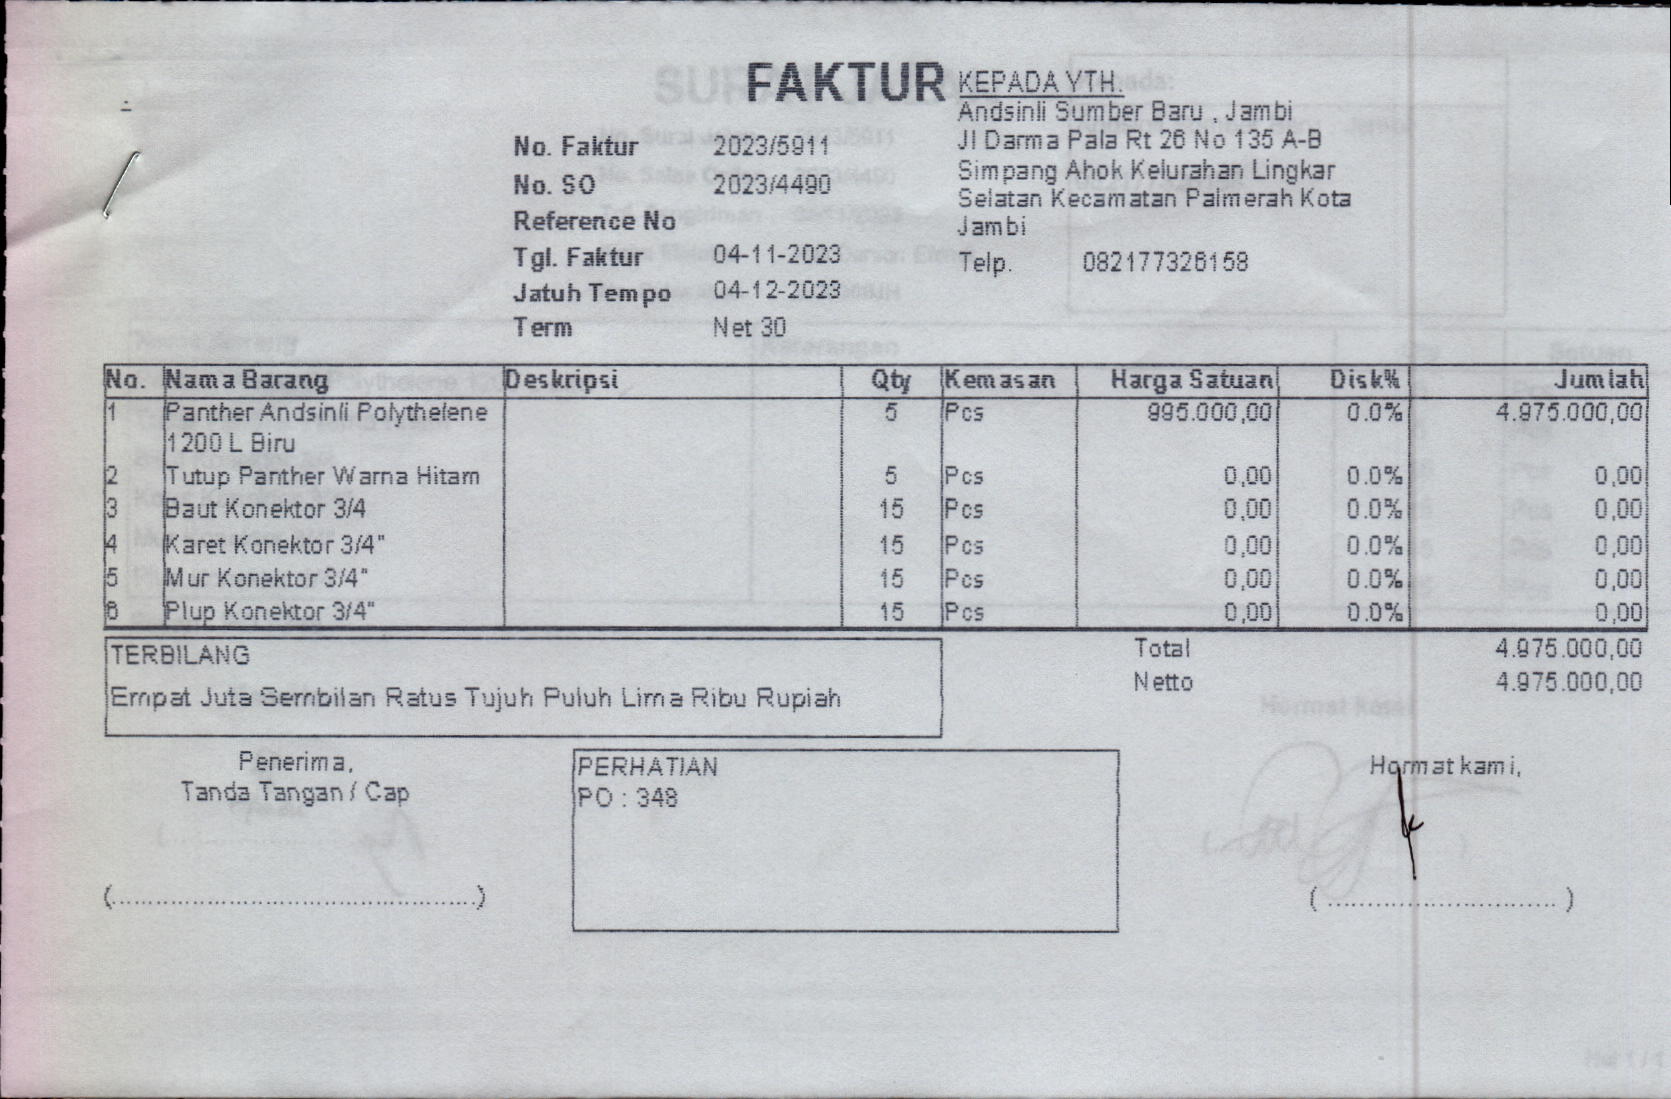 FAKTUR
No. Faktur 2023/5911
No. SO 2023/4490
Reference No
Tgl. Faktur 04-11-2023
Jatuh Tempo 04-12-2023
Term Net 30
KEPADA YTH.
Andsinli Sumber Baru , Jambi
Jl Darma Pala Rt 26 No 135 A-B
Simpang Ahok Kelurahan Lingkar
Selatan Kecamatan Palmerah Kota
Jambi
Telp. 082177326158
No. Nama Barang Deskripsi Qty Kemasan Harga Satuan Disk% Jumlah
1 Panther Andsinli Polythelene 5 Pcs 995.000,00 0.0% 4.975.000,00
1200 L Biru
2 Tutup Panther Warna Hitam 5 Pcs 0,00 0.0% 0,00
3 Baut Konektor 3/4 15 Pcs 0,00 0.0% 0,00
4 Karet Konektor 3/4" 15 Pcs 0,00 0.0% 0,00
5 Mur Konektor 3/4" 15 Pcs 0,00 0.0% 0,00
6 Plup Konektor 3/4" 15 Pcs 0,00 0.0% 0,00
TERBILANG
Empat Juta Sembilan Ratus Tujuh Puluh Lima Ribu Rupiah
Total 4.975.000,00
Netto 4.975.000,00
Penerima,
Tanda Tangan / Cap
(..............................................)
PERHATIAN
PO : 348
Hormat kami,
( ............................. )